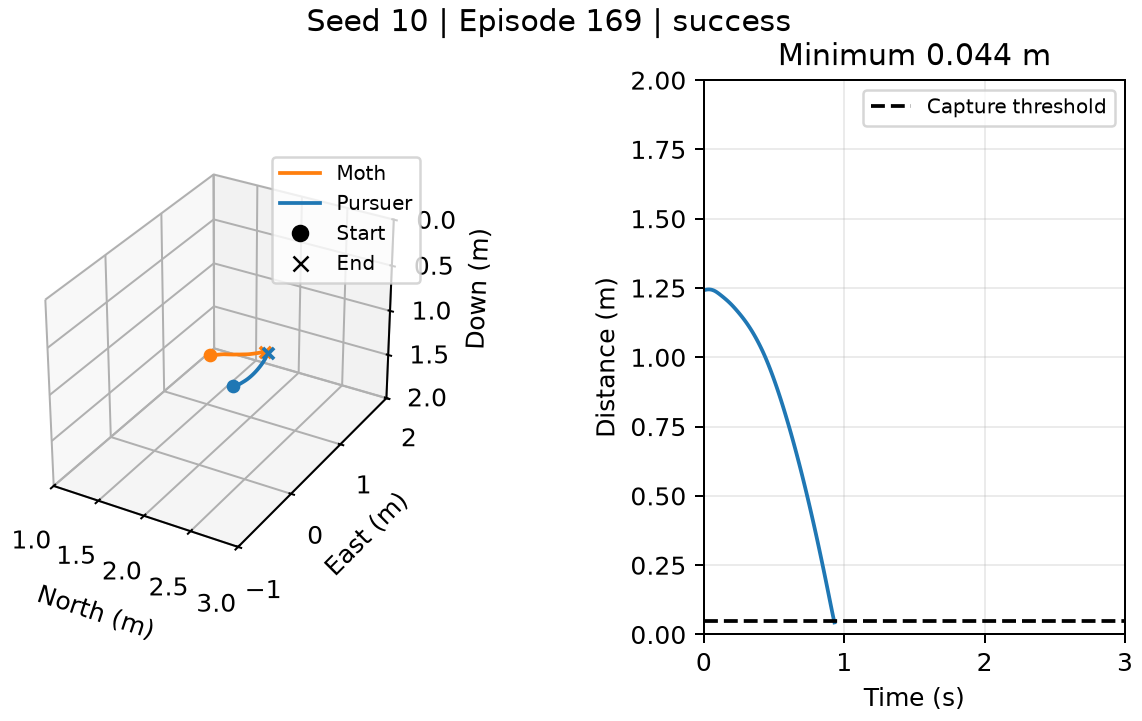 Seed 10 | Episode 169 | success
Moth
Pursuer
Start
End
0.0
0.5
1.0
1.5
2.0
Down (m)
2
1
0
−1
East (m)
1.0
1.5
2.0
2.5
3.0
North (m)
Minimum 0.044 m
Capture threshold
2.00
1.75
1.50
1.25
1.00
0.75
0.50
0.25
0.00
Distance (m)
0
1
2
3
Time (s)